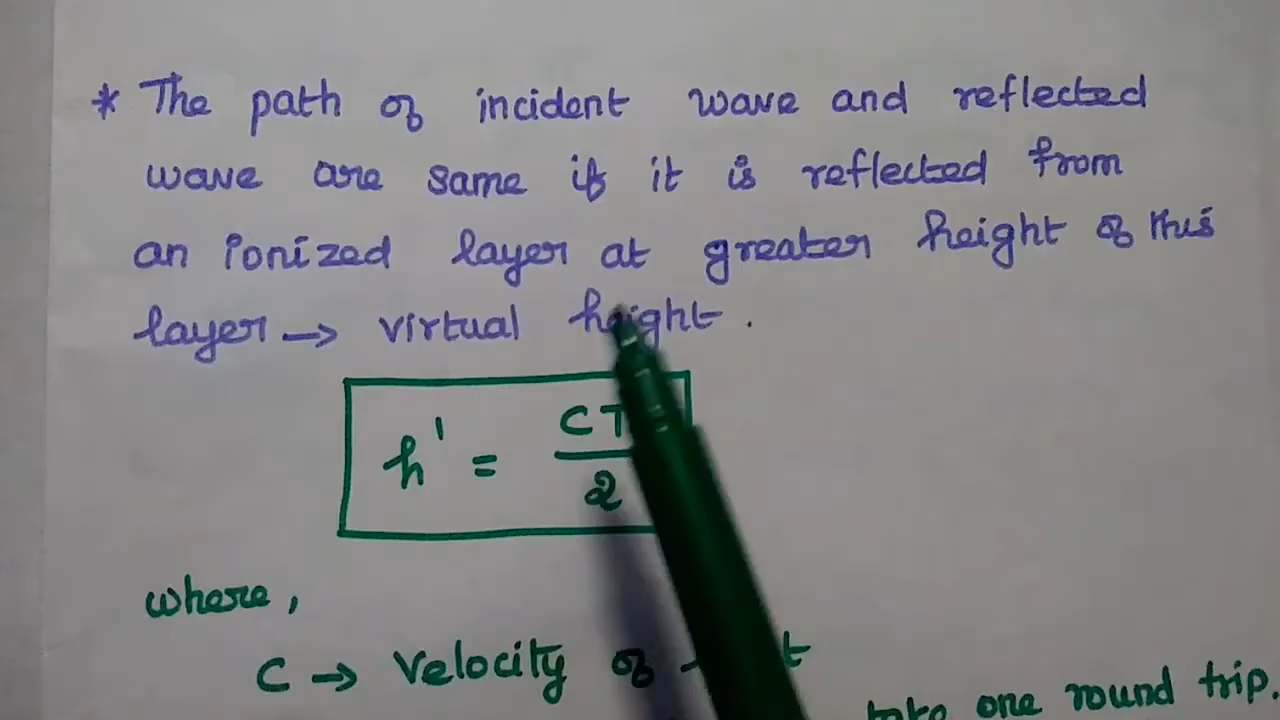 * The path of incident wave and reflected
wave are same if it is reflected from
an ionized layer at greater height of this
layer → virtual height.
h' = CT/2
where,
C → Velocity of
take one round trip.